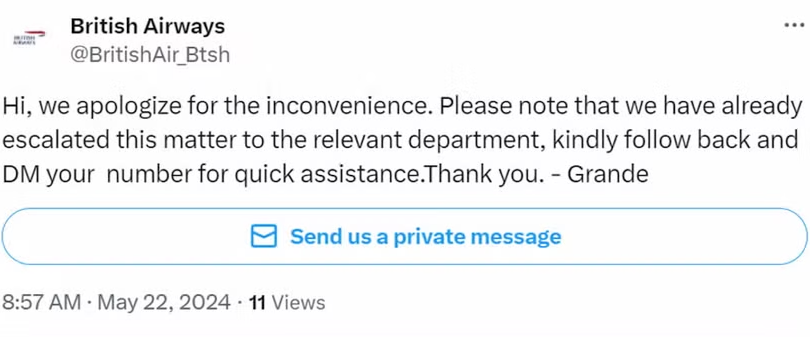 British Airways
@BritishAir_Btsh
Hi, we apologize for the inconvenience. Please note that we have already
escalated this matter to the relevant department, kindly follow back and
DM your  number for quick assistance.Thank you. - Grande
Send us a private message
8:57 AM · May 22, 2024 · 11 Views